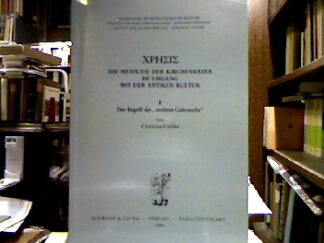 ΧΡΗΣΙΣ
DIE METHODE DER KIRCHENVÄTER
IM UMGANG
MIT DER ANTIKEN KULTUR
I
Der Begriff des „rechten Gebrauchs“
von
Christian Gnilka
SCHWABE & CO AG · VERLAG · BASEL/STUTTGART
1984